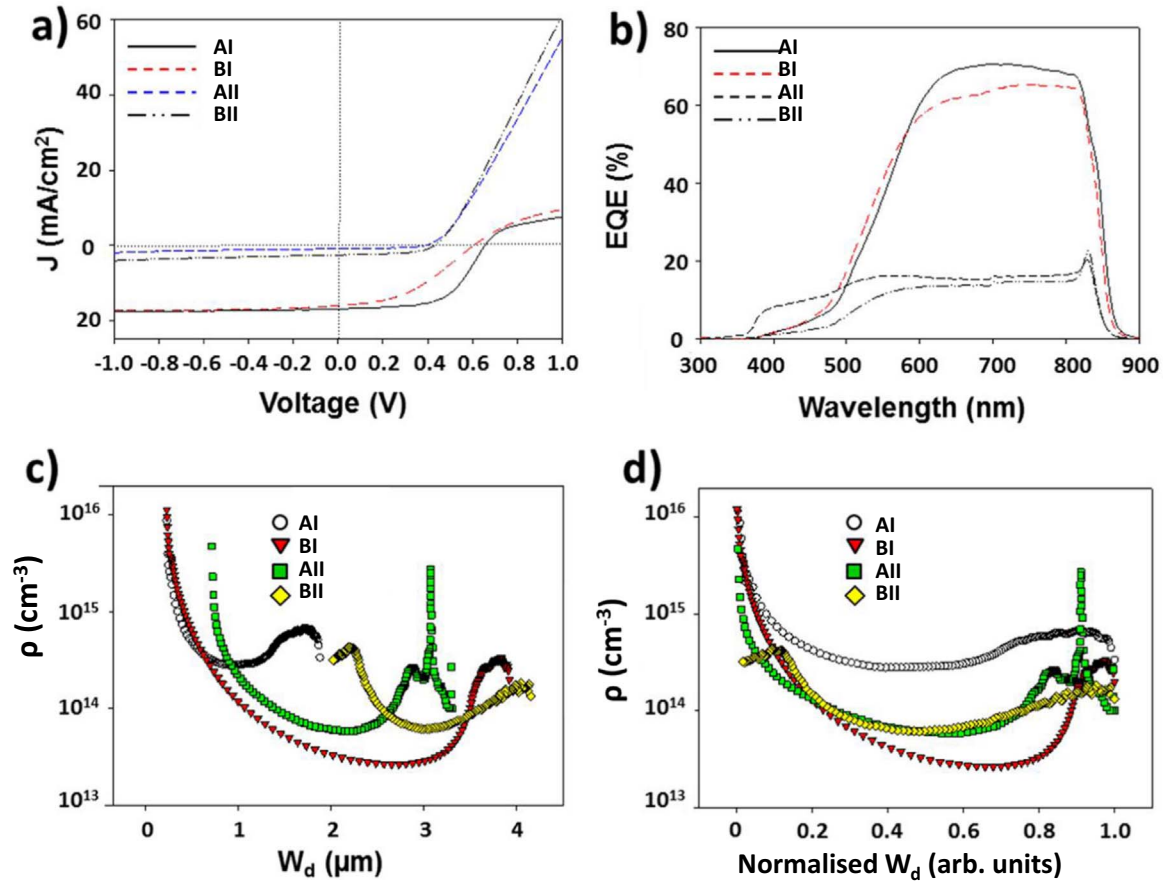 a)
AI
BI
AII
BII
60
40
20
0
20
J (mA/cm²)
-1.0 -0.8 -0.6 -0.4 -0.2 0.0 0.2 0.4 0.6 0.8 1.0
Voltage (V)
b)
AI
BI
AII
BII
80
60
40
20
0
EQE (%)
300 400 500 600 700 800 900
Wavelength (nm)
c)
AI
BI
AII
BII
10¹⁶
10¹⁵
10¹⁴
10¹³
ρ (cm⁻³)
0 1 2 3 4
W_d (μm)
d)
AI
BI
AII
BII
10¹⁶
10¹⁵
10¹⁴
10¹³
ρ (cm⁻³)
0 0.2 0.4 0.6 0.8 1.0
Normalised W_d (arb. units)